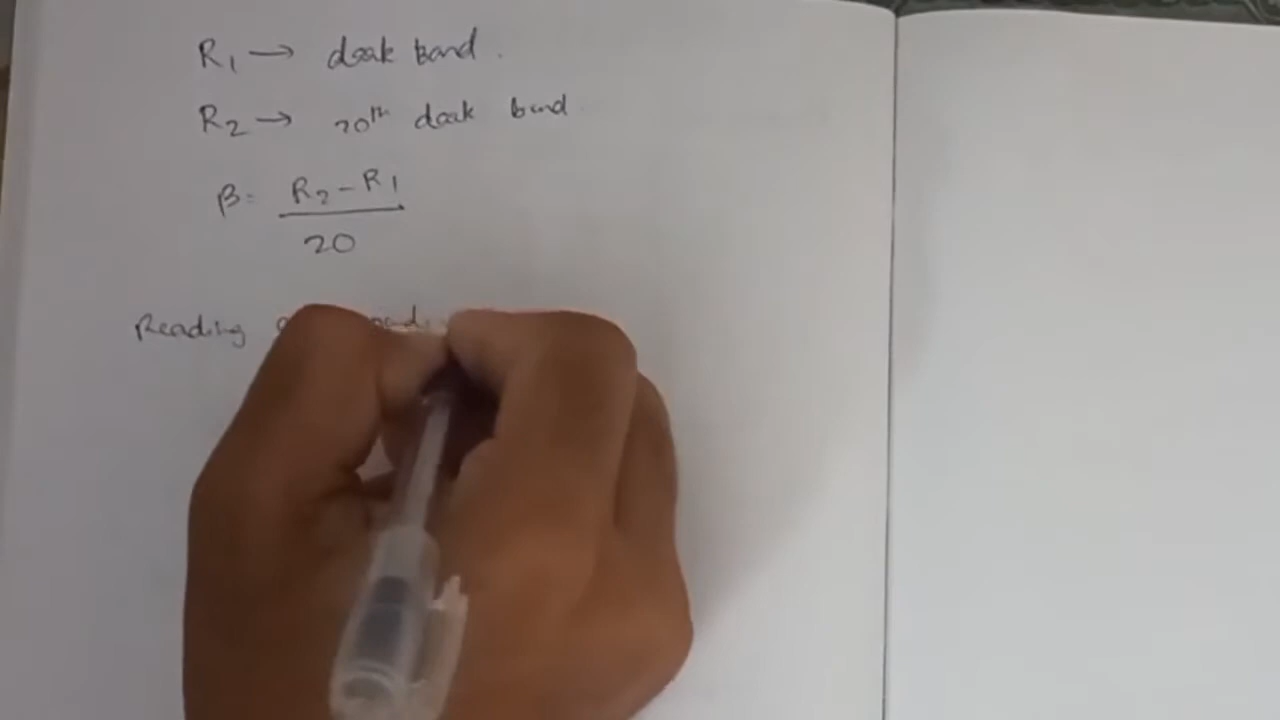 R₁ → dark band.
R₂ → 20th dark band
β = R₂ - R₁ / 20
Reading